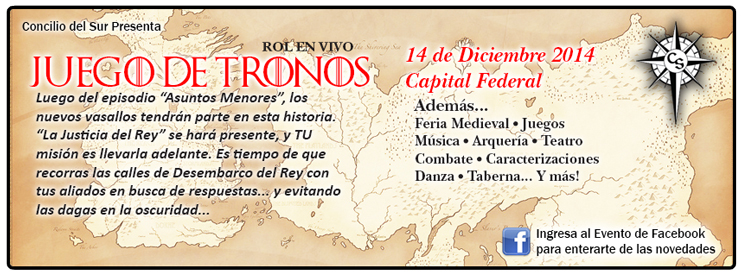 Concilio del Sur Presenta
ROL EN VIVO
JUEGO DE TRONOS
Luego del episodio “Asuntos Menores”, los
nuevos vasallos tendrán parte en esta historia.
“La Justicia del Rey” se hará presente, y TU
misión es llevarla adelante. Es tiempo de que
recorras las calles de Desembarco del Rey con
tus aliados en busca de respuestas... y evitando
las dagas en la oscuridad...
14 de Diciembre 2014
Capital Federal
Además...
Feria Medieval • Juegos
Música • Arquería • Teatro
Combate • Caracterizaciones
Danza • Taberna... Y más!
CS
f
Ingresa al Evento de Facebook
para enterarte de las novedades